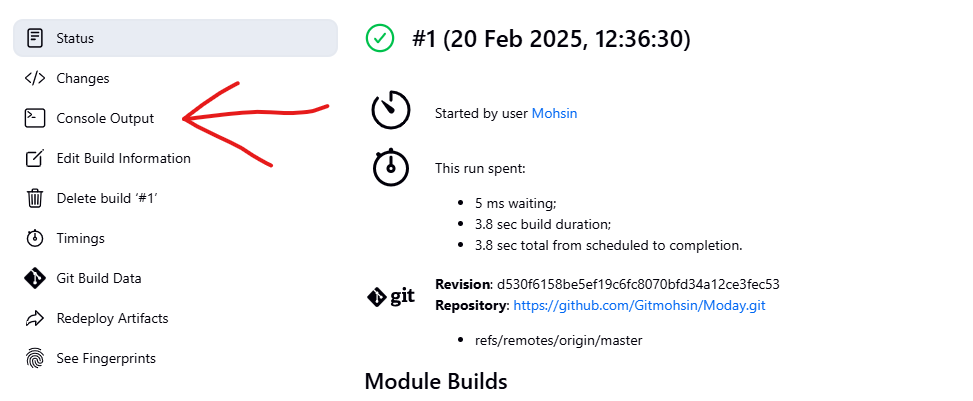 Status
Changes
Console Output
Edit Build Information
Delete build ‘#1’
Timings
Git Build Data
Redeploy Artifacts
See Fingerprints
#1 (20 Feb 2025, 12:36:30)
Started by user Mohsin
This run spent:
• 5 ms waiting;
• 3.8 sec build duration;
• 3.8 sec total from scheduled to completion.
git
Revision: d530f6158be5ef19c6fc8070bfd34a12ce3fec53
Repository: https://github.com/Gitmohsin/Moday.git
• refs/remotes/origin/master
Module Builds